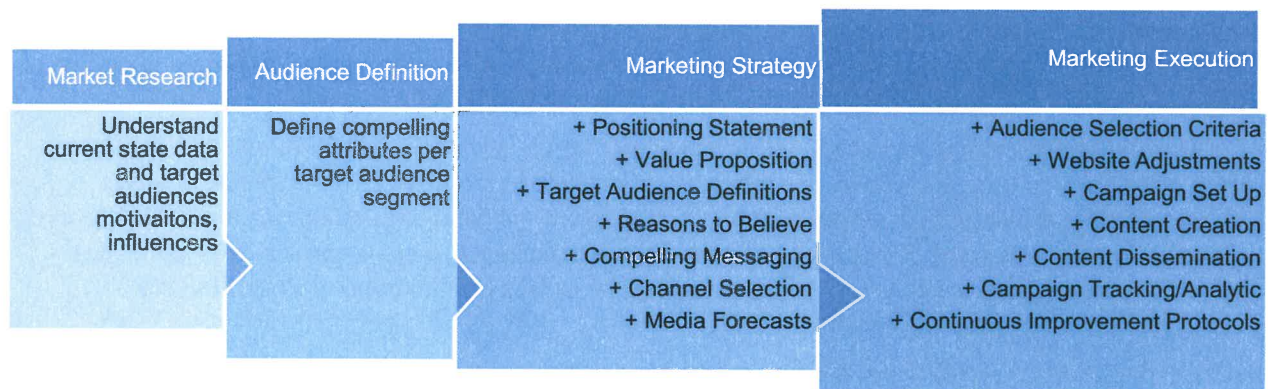 Market Research
Understand
current state data
and target
audiences
motivaitons,
influencers
Audience Definition
Define compelling
attributes per
target audience
segment
Marketing Strategy
+ Positioning Statement
+ Value Proposition
+ Target Audience Definitions
+ Reasons to Believe
+ Compelling Messaging
+ Channel Selection
+ Media Forecasts
Marketing Execution
+ Audience Selection Criteria
+ Website Adjustments
+ Campaign Set Up
+ Content Creation
+ Content Dissemination
+ Campaign Tracking/Analytic
+ Continuous Improvement Protocols